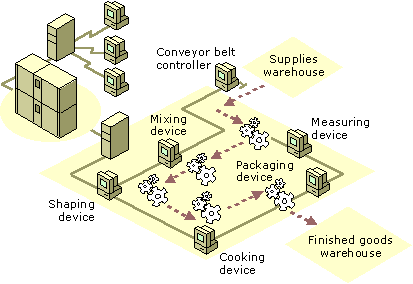 Conveyor belt
controller
Supplies
warehouse
Mixing
device
Measuring
device
Packaging
device
Shaping
device
Cooking
device
Finished goods
warehouse